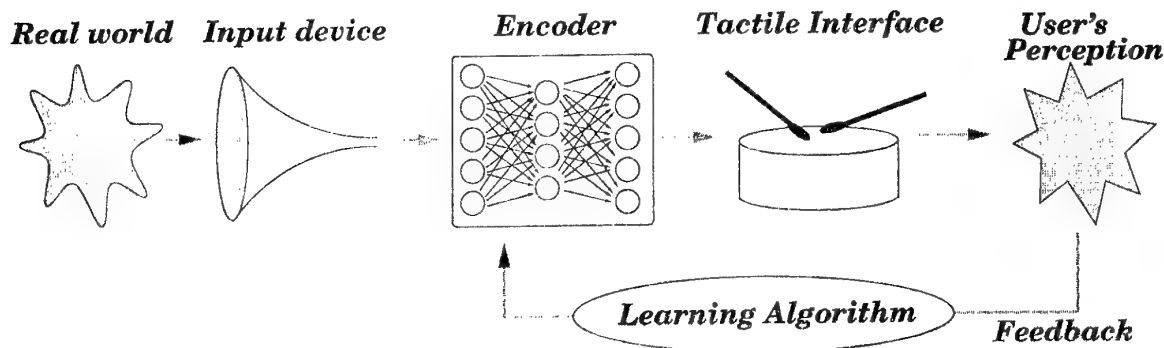 Real world
Input device
Encoder
Tactile Interface
User's
Perception
Learning Algorithm
Feedback